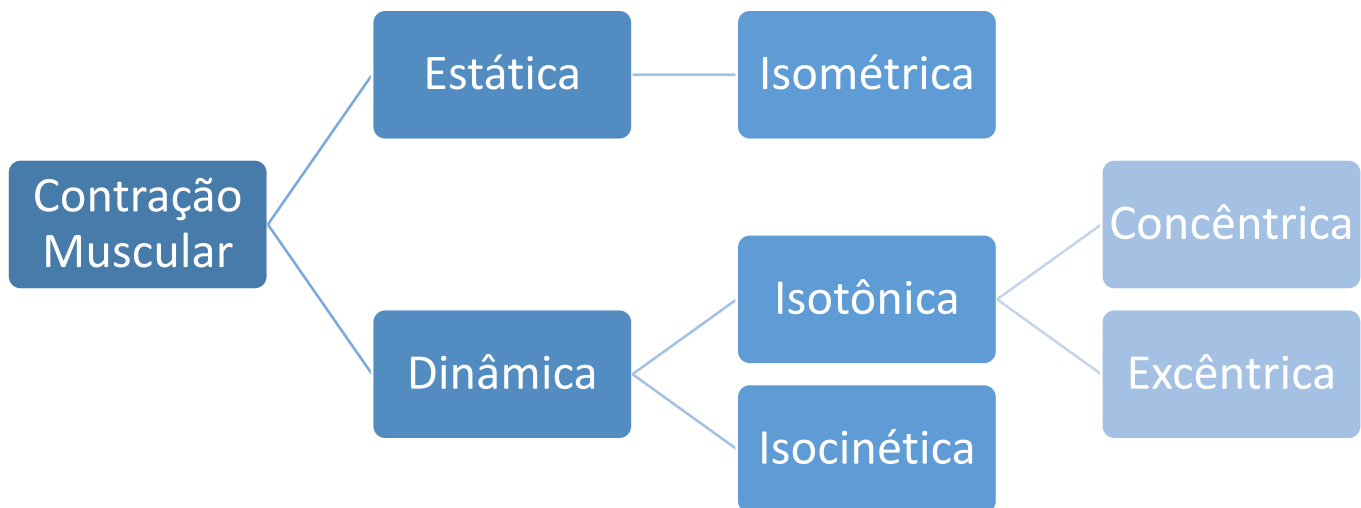 Contração
Muscular
Estática
Isométrica
Dinâmica
Isotônica
Concêntrica
Excêntrica
Isocinética